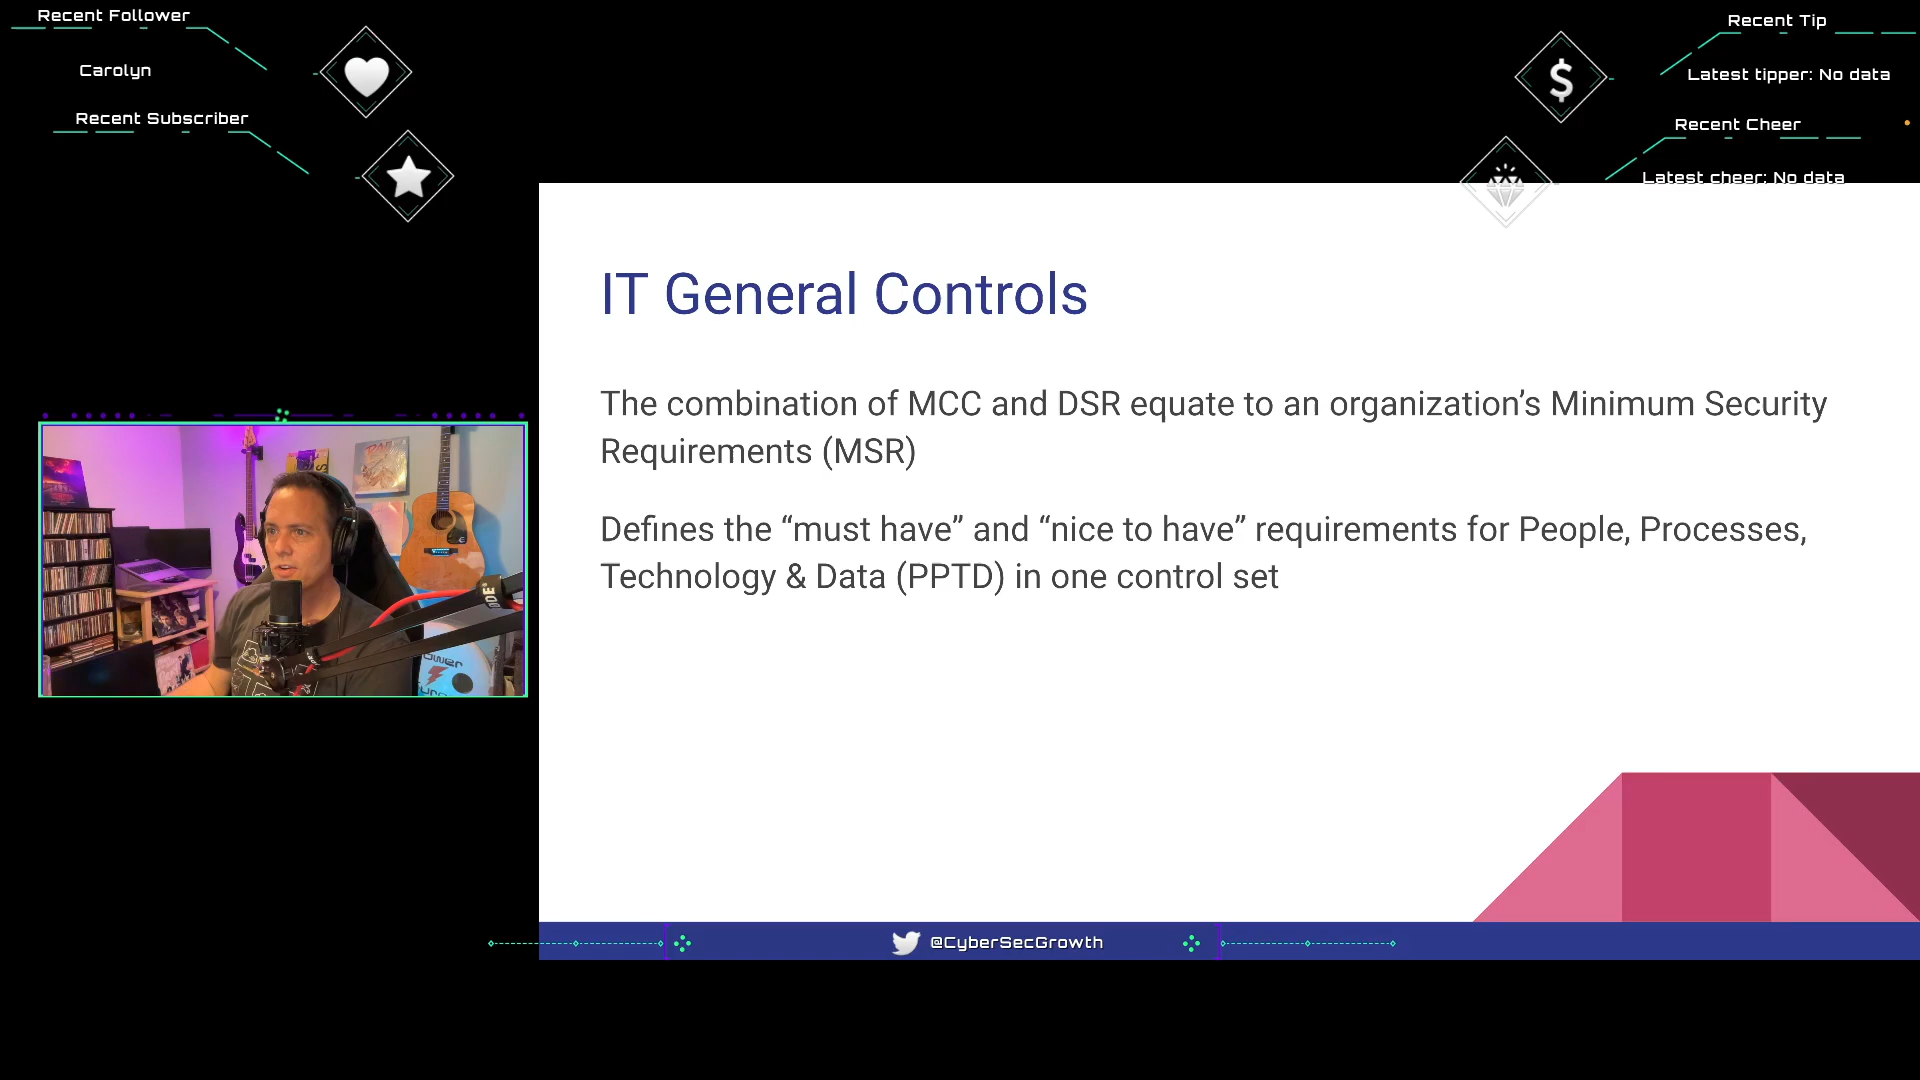 Recent Follower
Carolyn
Recent Subscriber
Recent Tip
Latest tipper: No data
Recent Cheer
Latest cheer: No data
IT General Controls
The combination of MCC and DSR equate to an organization’s Minimum Security
Requirements (MSR)
Defines the “must have” and “nice to have” requirements for People, Processes,
Technology & Data (PPTD) in one control set
@CyberSecGrowth